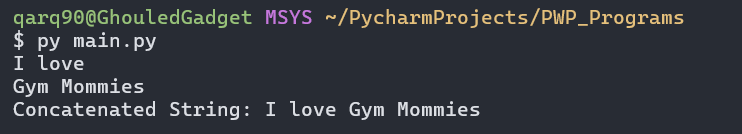 qarq90@GhouledGadget MSYS ~/PycharmProjects/PWP_Programs
$ py main.py
I love
Gym Mommies
Concatenated String: I love Gym Mommies